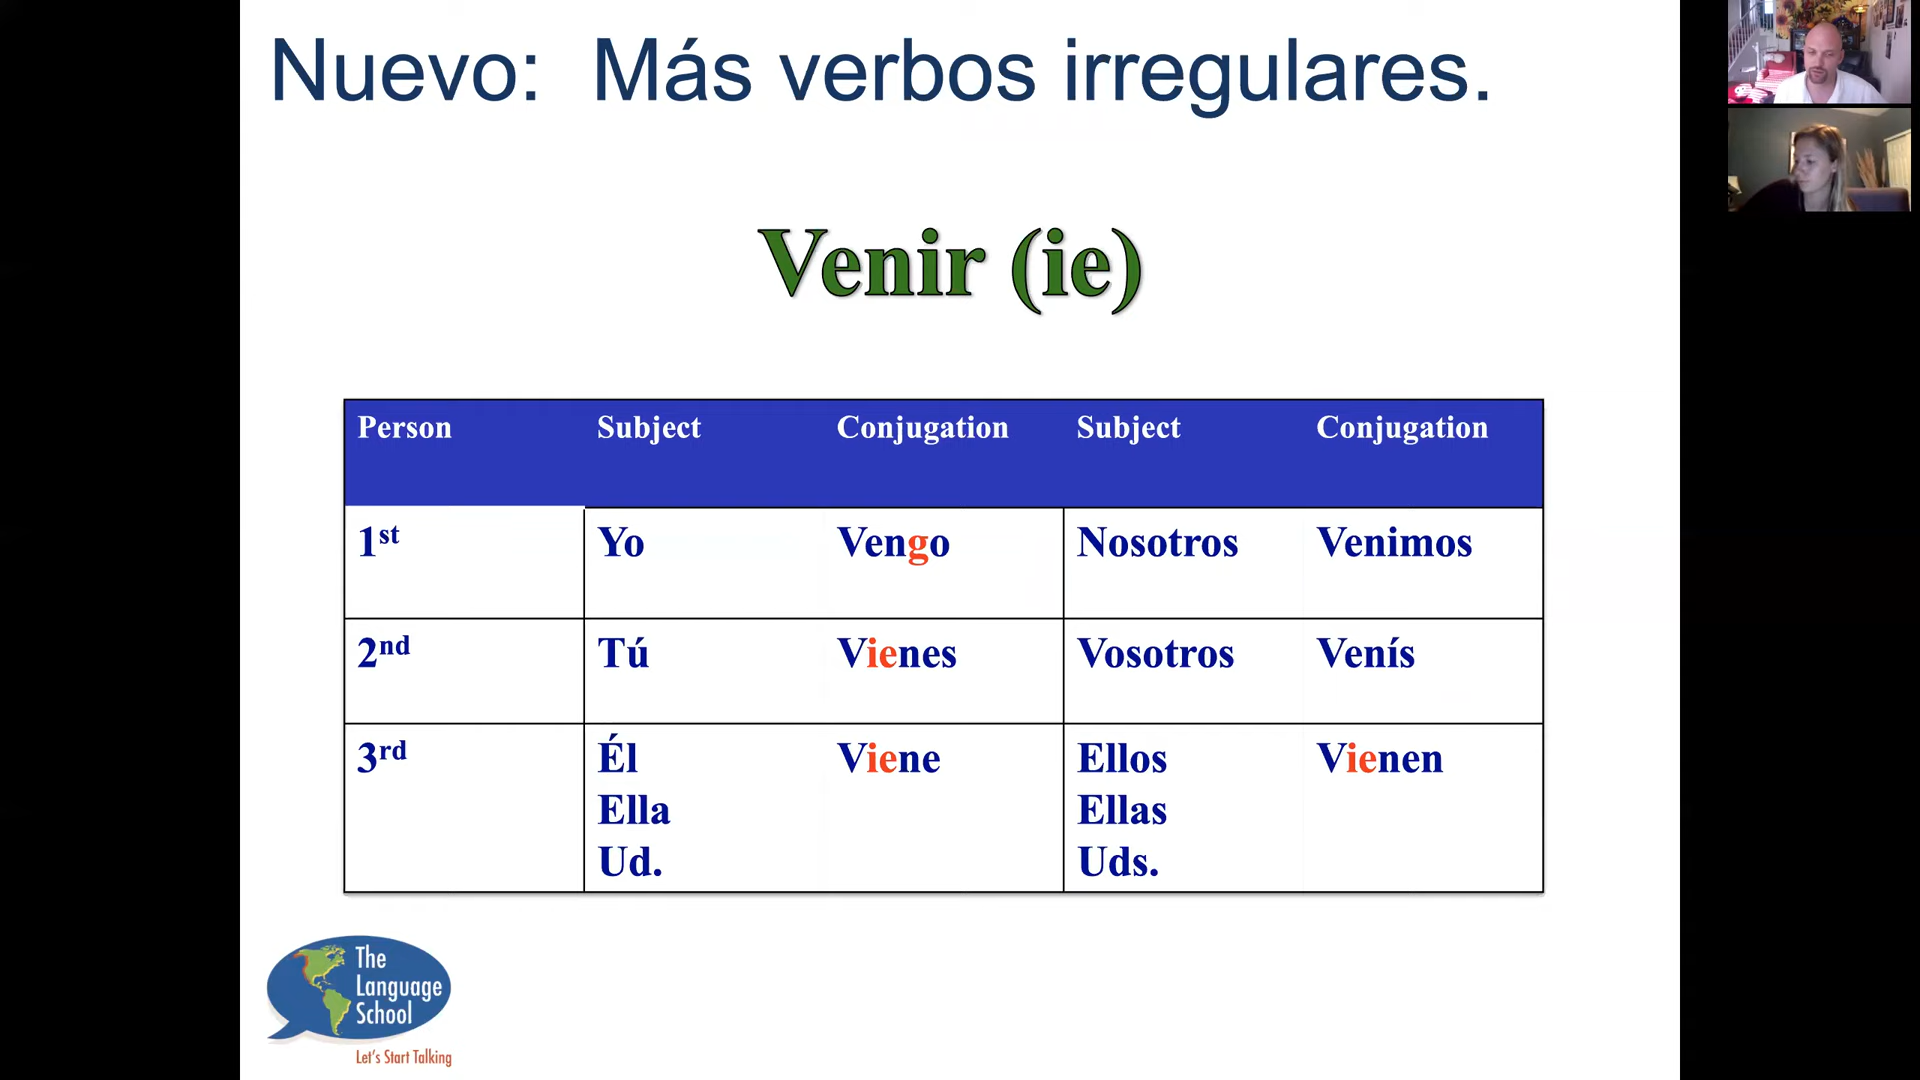 Nuevo: Más verbos irregulares.
Venir (ie)
Person Subject Conjugation Subject Conjugation
1st Yo Vengo Nosotros Venimos
2nd Tú Vienes Vosotros Venís
3rd Él Viene Ellos Vienen
Ella Ellas
Ud. Uds.
The
Language
School
Let's Start Talking